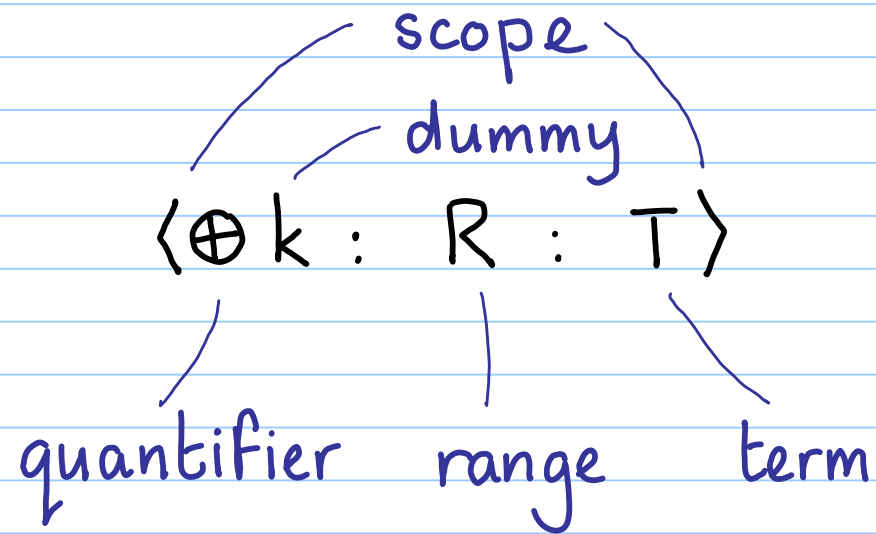 scope
dummy
⟨⊕k : R : T⟩
quantifier range term